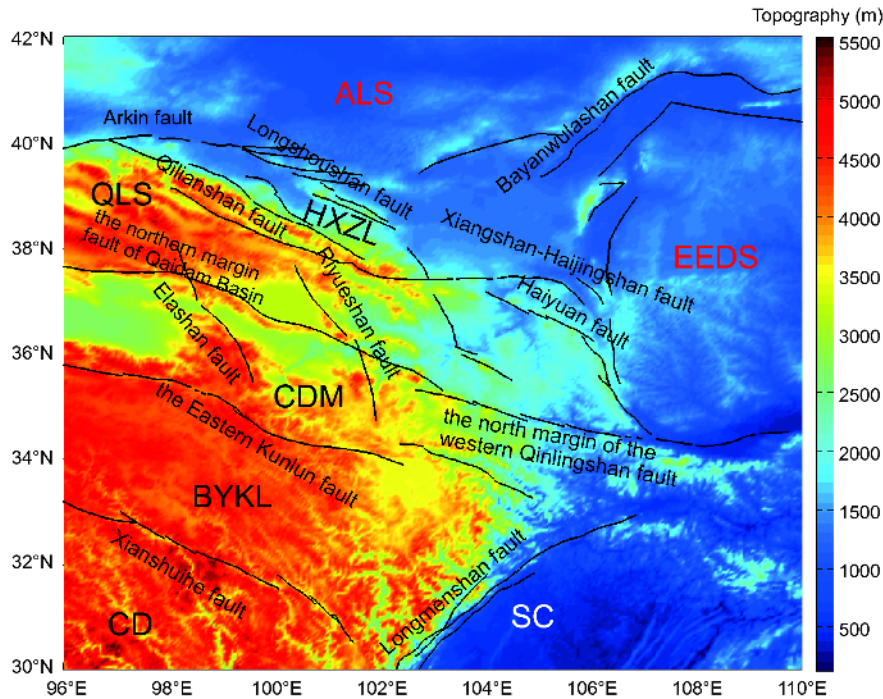 Topography (m)
42°N
40°N
38°N
36°N
34°N
32°N
30°N
96°E
98°E
100°E
102°E
104°E
106°E
108°E
110°E
5500
5000
4500
4000
3500
3000
2500
2000
1500
1000
500
ALS
Arkin fault
Longshoushan fault
Bayanwulashan fault
QLS
Qilianshan fault
HXZL
Xiangshan-Haijingshan fault
EEDS
the northern margin
fault of Qaidam Basin
Riyueshan fault
Haiyuan fault
Elashan fault
CDM
the north margin of the
western Qinlingshan fault
the Eastern Kunlun fault
BYKL
Xianshuihe fault
Longmenshan fault
CD
SC